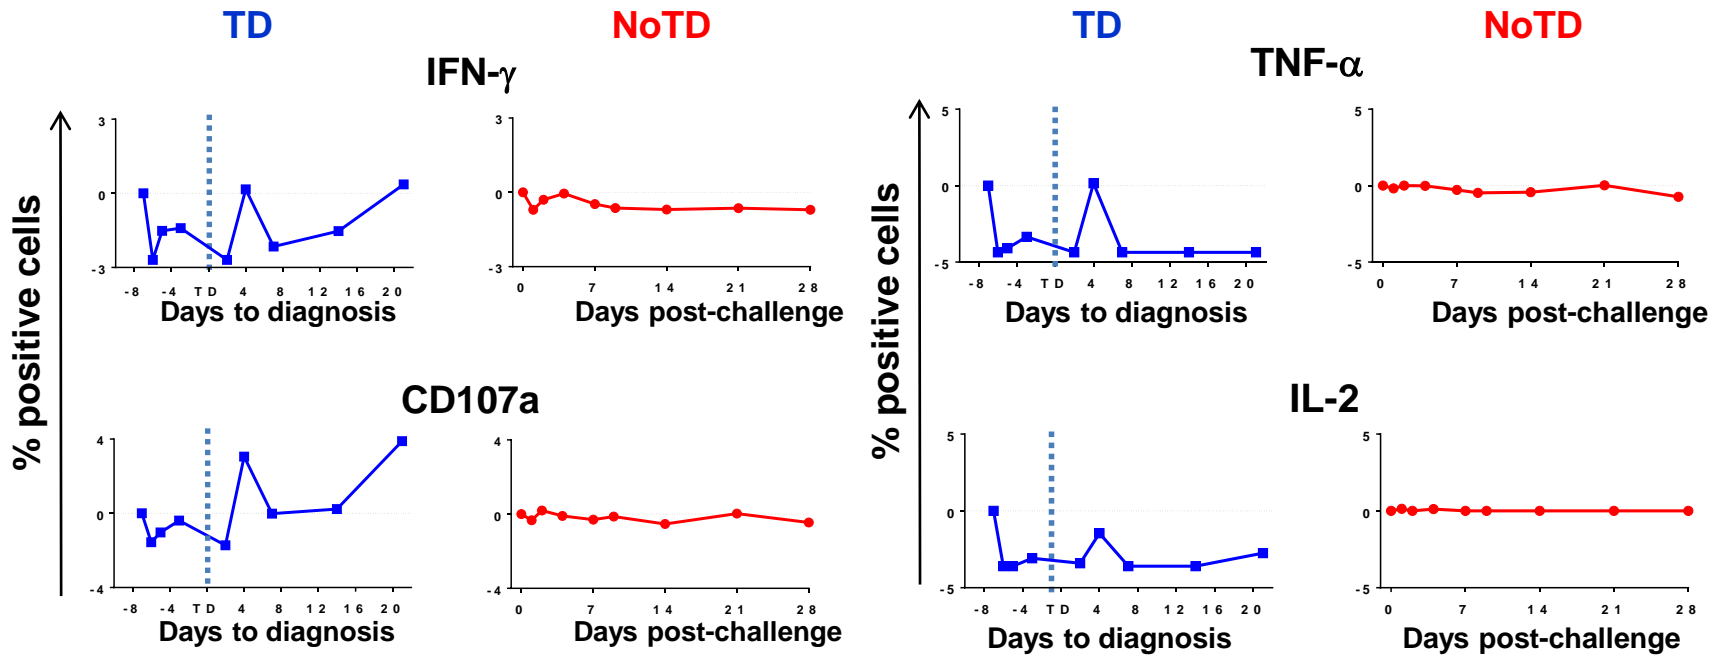 TD NoTD TD NoTD
IFN-γ TNF-α
% positive cells
3
0
-3
-8 -4 TD 4 8 12 16 20
Days to diagnosis
3
0
-3
0 7 14 21 28
Days post-challenge
% positive cells
5
0
-5
-8 -4 TD 4 8 12 16 20
Days to diagnosis
5
0
-5
0 7 14 21 28
Days post-challenge
CD107a IL-2
4
0
-4
-8 -4 TD 4 8 12 16 20
Days to diagnosis
4
0
-4
0 7 14 21 28
Days post-challenge
5
0
-5
-8 -4 TD 4 8 12 16 20
Days to diagnosis
5
0
-5
0 7 14 21 28
Days post-challenge